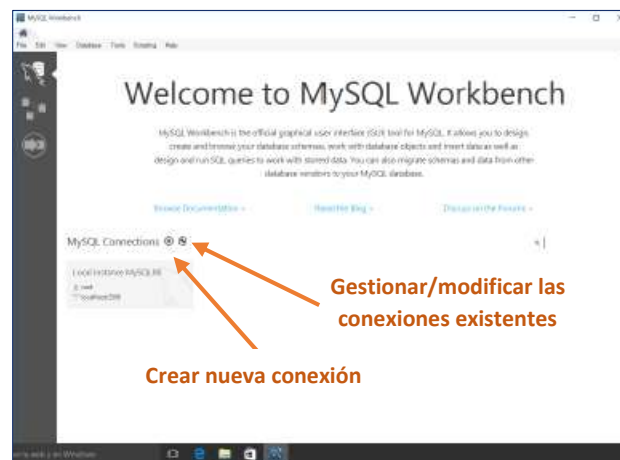 MySQL Workbench
File Edit View Database Tools Scripting Help
Welcome to MySQL Workbench
MySQL Workbench is the official graphical user interface (GUI) tool for MySQL. It allows you to design,
create and browse your database schemas, work with database objects and insert data as well as
design and run SQL queries to work with stored data. You can also migrate schemas and data from other
database vendors to your MySQL database.
Browse Documentation >
Read the Blog >
Discuss on the Forums >
MySQL Connections
Local instance MySQL80
root
localhost:
Gestionar/modificar las
conexiones existentes
Crear nueva conexión
web y en Windows